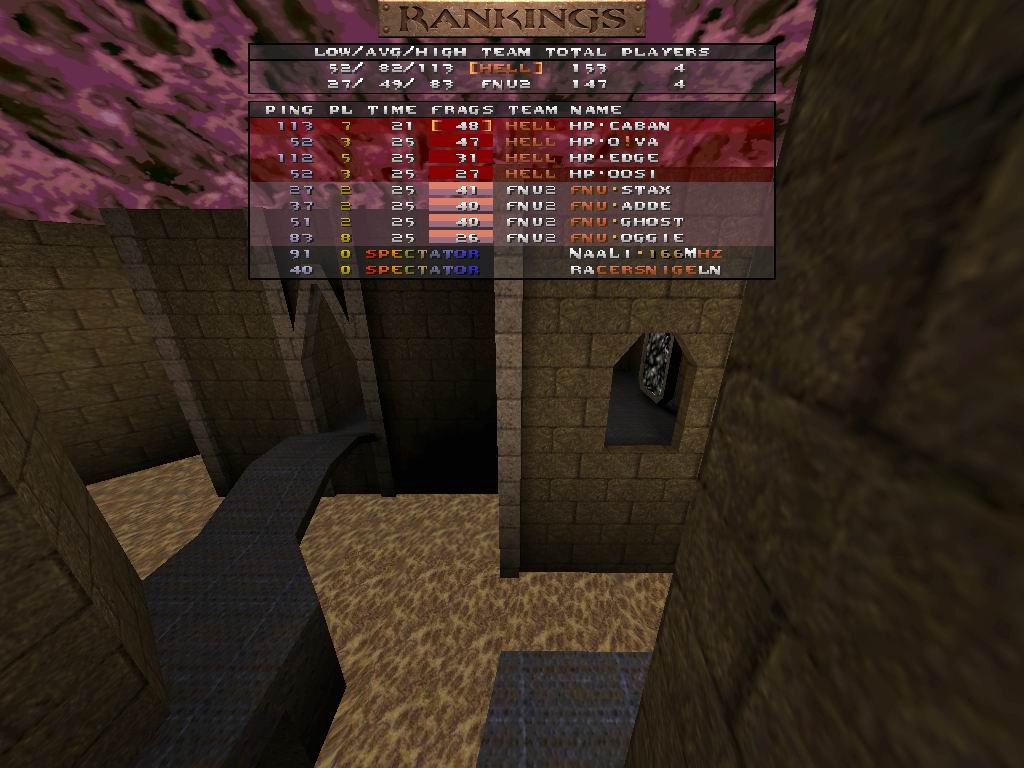 RANKINGS
LOW/AVG/HIGH TEAM TOTAL PLAYERS
52/ 82/113 [HELL] 153 4
27/ 49/ 83 FNU2 147 4
PING PL TIME FRAGS TEAM NAME
113 7 21 [ 48 ] HELL HP·CABAN
52 3 25 47 HELL HP·O!VA
112 5 25 31 HELL HP·EDGE
52 3 25 27 HELL HP·OOSI
27 2 25 41 FNU2 FNU·STAX
37 2 25 40 FNU2 FNU·ADDE
51 2 25 40 FNU2 FNU·GHOST
83 8 25 26 FNU2 FNU·OGGIE
91 0 SPECTATOR NAALI·166MHZ
40 0 SPECTATOR RACERSNIGELN